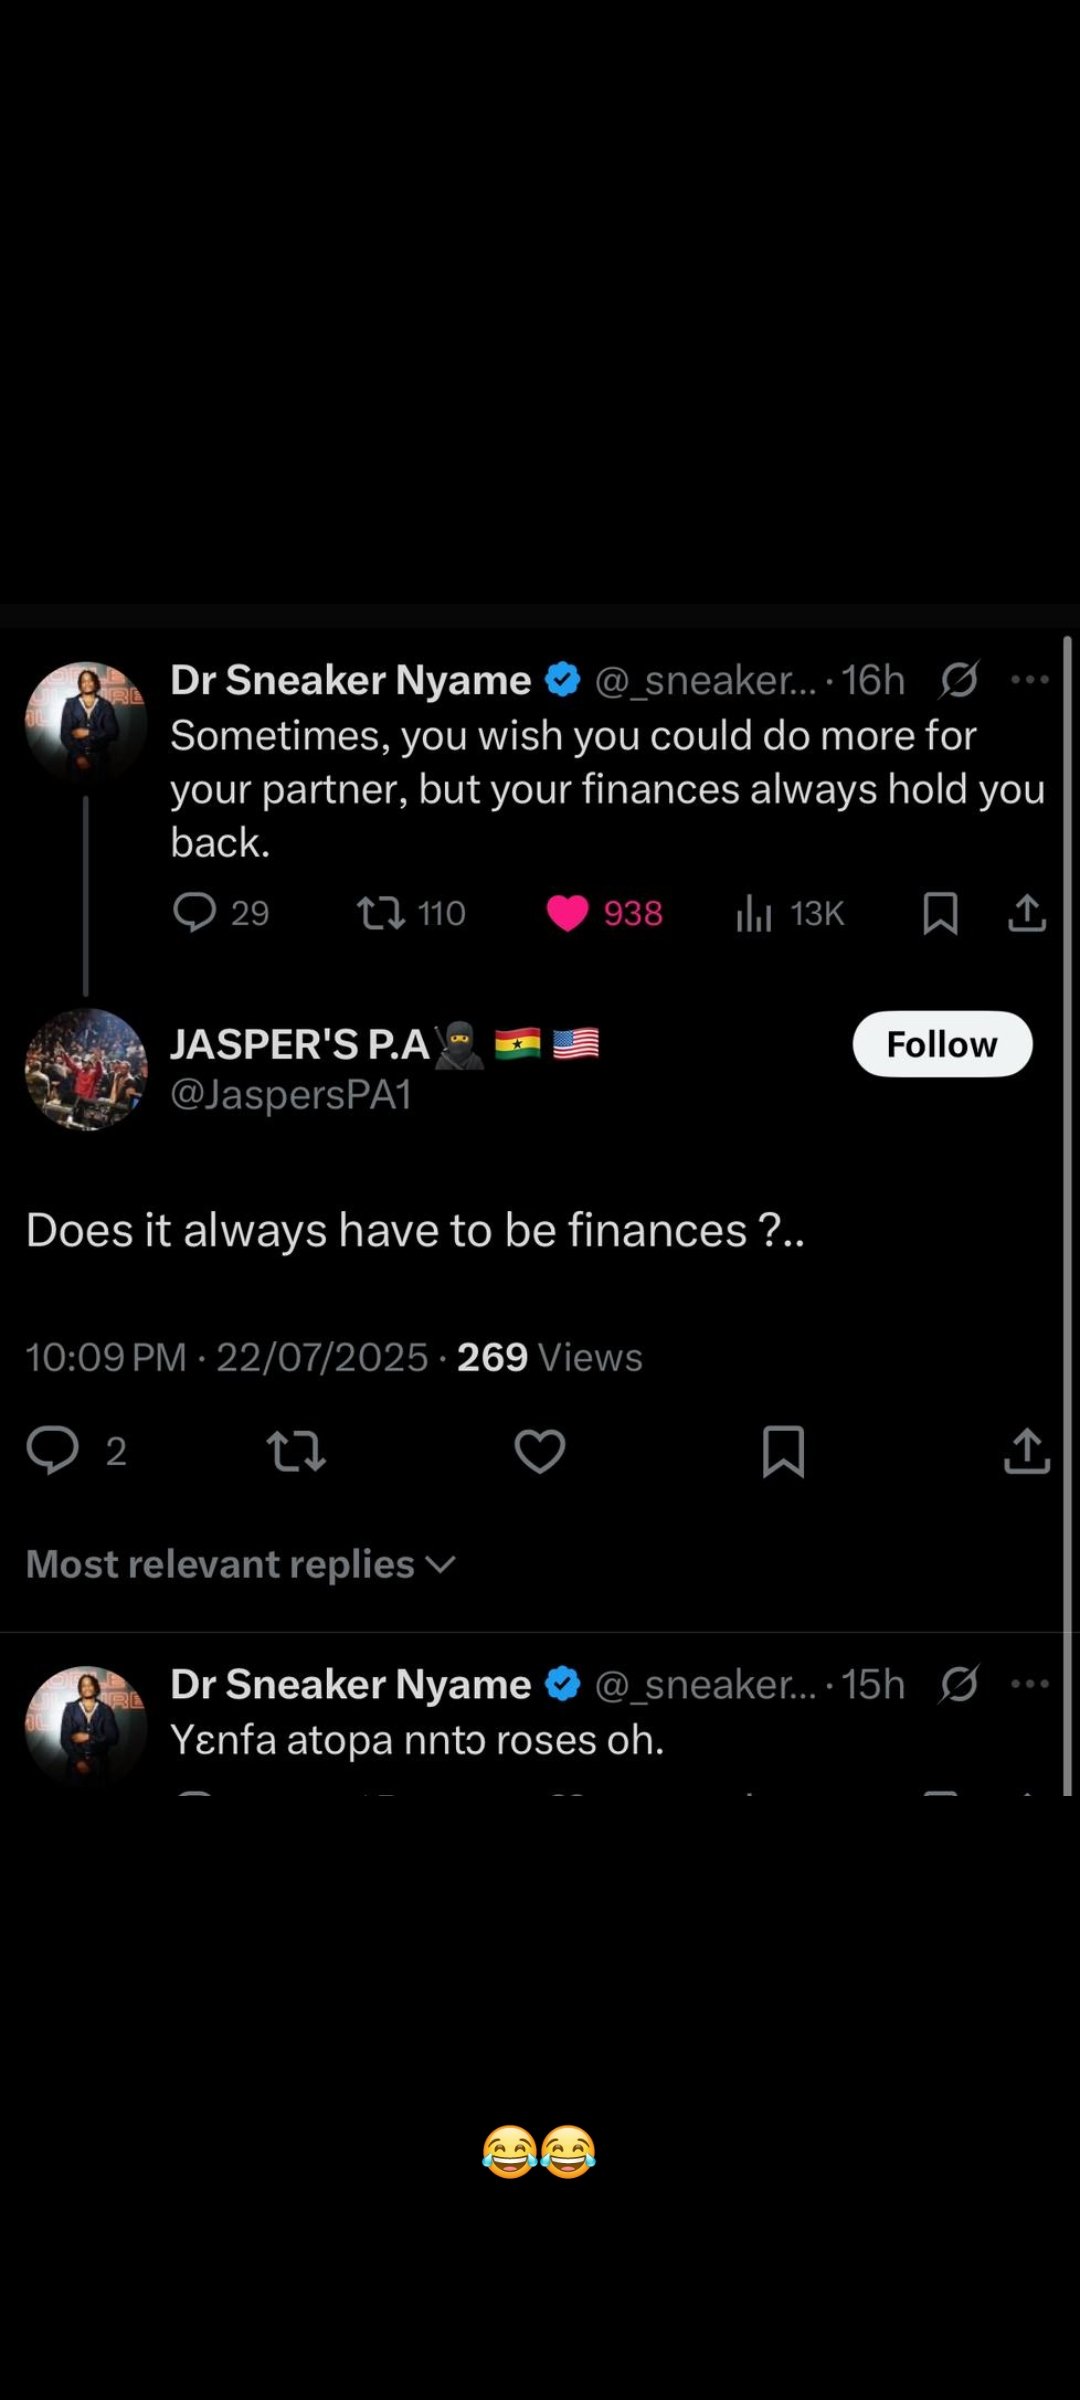 Dr Sneaker Nyame @_sneaker... · 16h
Sometimes, you wish you could do more for
your partner, but your finances always hold you
back.
29 110 938 13K
JASPER'S P.A🥷🏿 🇬🇭 🇺🇸 Follow
@JaspersPA1
Does it always have to be finances ?..
10:09 PM · 22/07/2025 · 269 Views
2
Most relevant replies
Dr Sneaker Nyame @_sneaker... · 15h
Yɛnfa atopa nntɔ roses oh.
😂😂